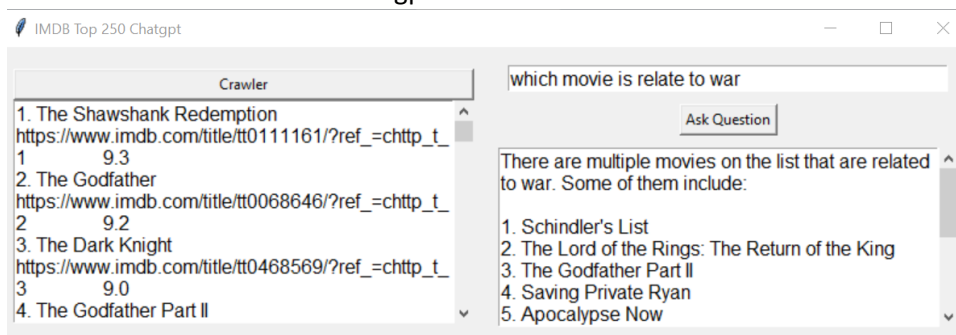 IMDB Top 250 Chatgpt
Crawler
1. The Shawshank Redemption
https://www.imdb.com/title/tt0111161/?ref_=chttp_t_
1 9.3
2. The Godfather
https://www.imdb.com/title/tt0068646/?ref_=chttp_t_
2 9.2
3. The Dark Knight
https://www.imdb.com/title/tt0468569/?ref_=chttp_t_
3 9.0
4. The Godfather Part II
which movie is relate to war
Ask Question
There are multiple movies on the list that are related
to war. Some of them include:
1. Schindler's List
2. The Lord of the Rings: The Return of the King
3. The Godfather Part II
4. Saving Private Ryan
5. Apocalypse Now